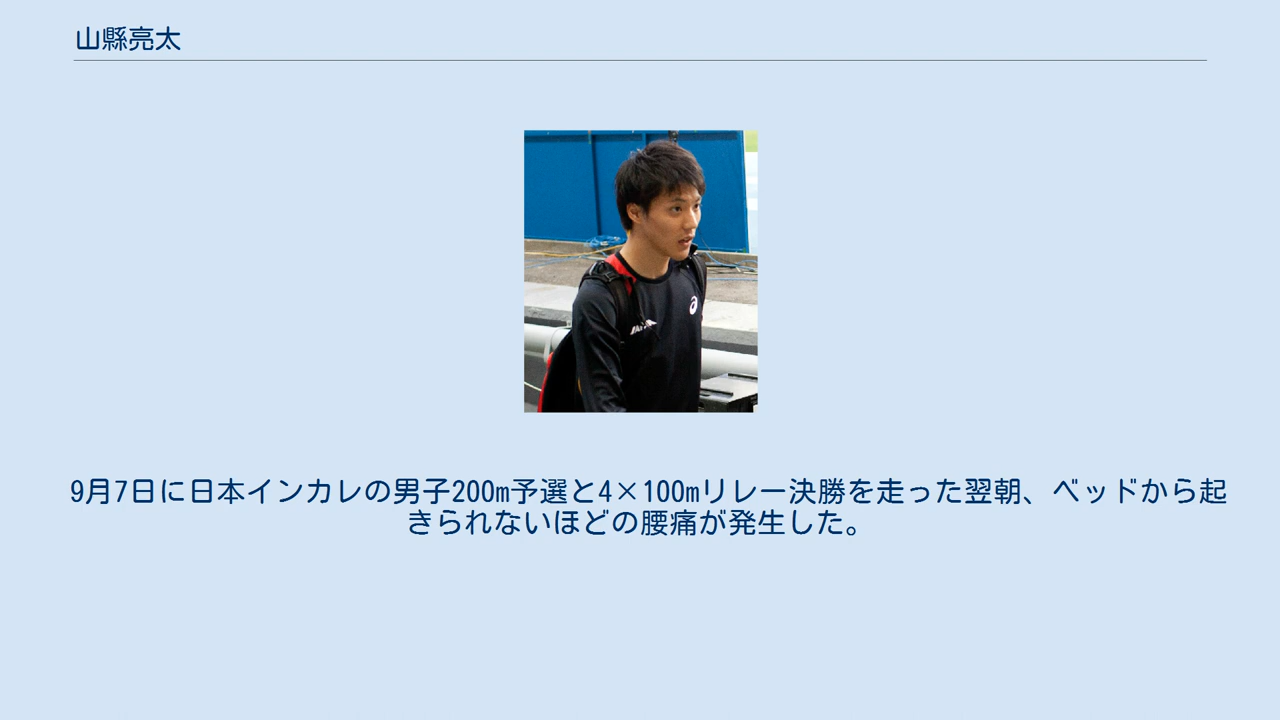 山縣亮太
9月7日に日本インカレの男子200m予選と4×100mリレー決勝を走った翌朝、ベッドから起
きられないほどの腰痛が発生した。